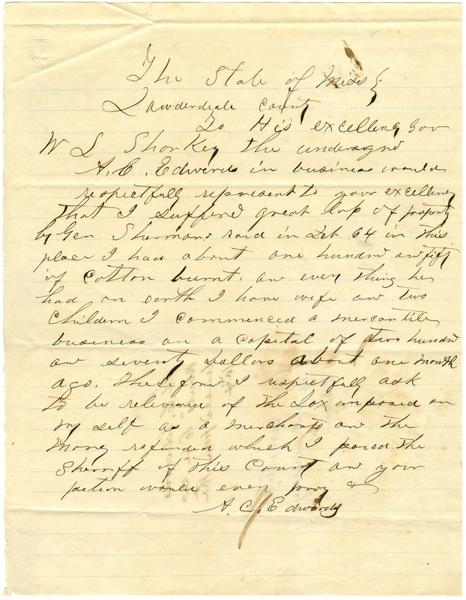 The State of Miss }
Lawderdale County
To His excellency Gov
W L Sharkey the undersigned
A. C. Edwards in business would
respectfully represent to your excellency
that I suffered great loss of property
by Gen Shermans raid in Feb 64 in this
place I had about one hundred and fifty
of cotton burnt and every thing he
had on earth I have wife and two
children I commenced a mercantile
business on a capital of two hundred
and seventy dollars about one month
ago. Therefore I respectfully ask
to be relieved of the tax imposed on
my self as a merchant and the
money refunded which I paid the
Sheriff of this County and your
petion would ever pray &
A. C. Edwards